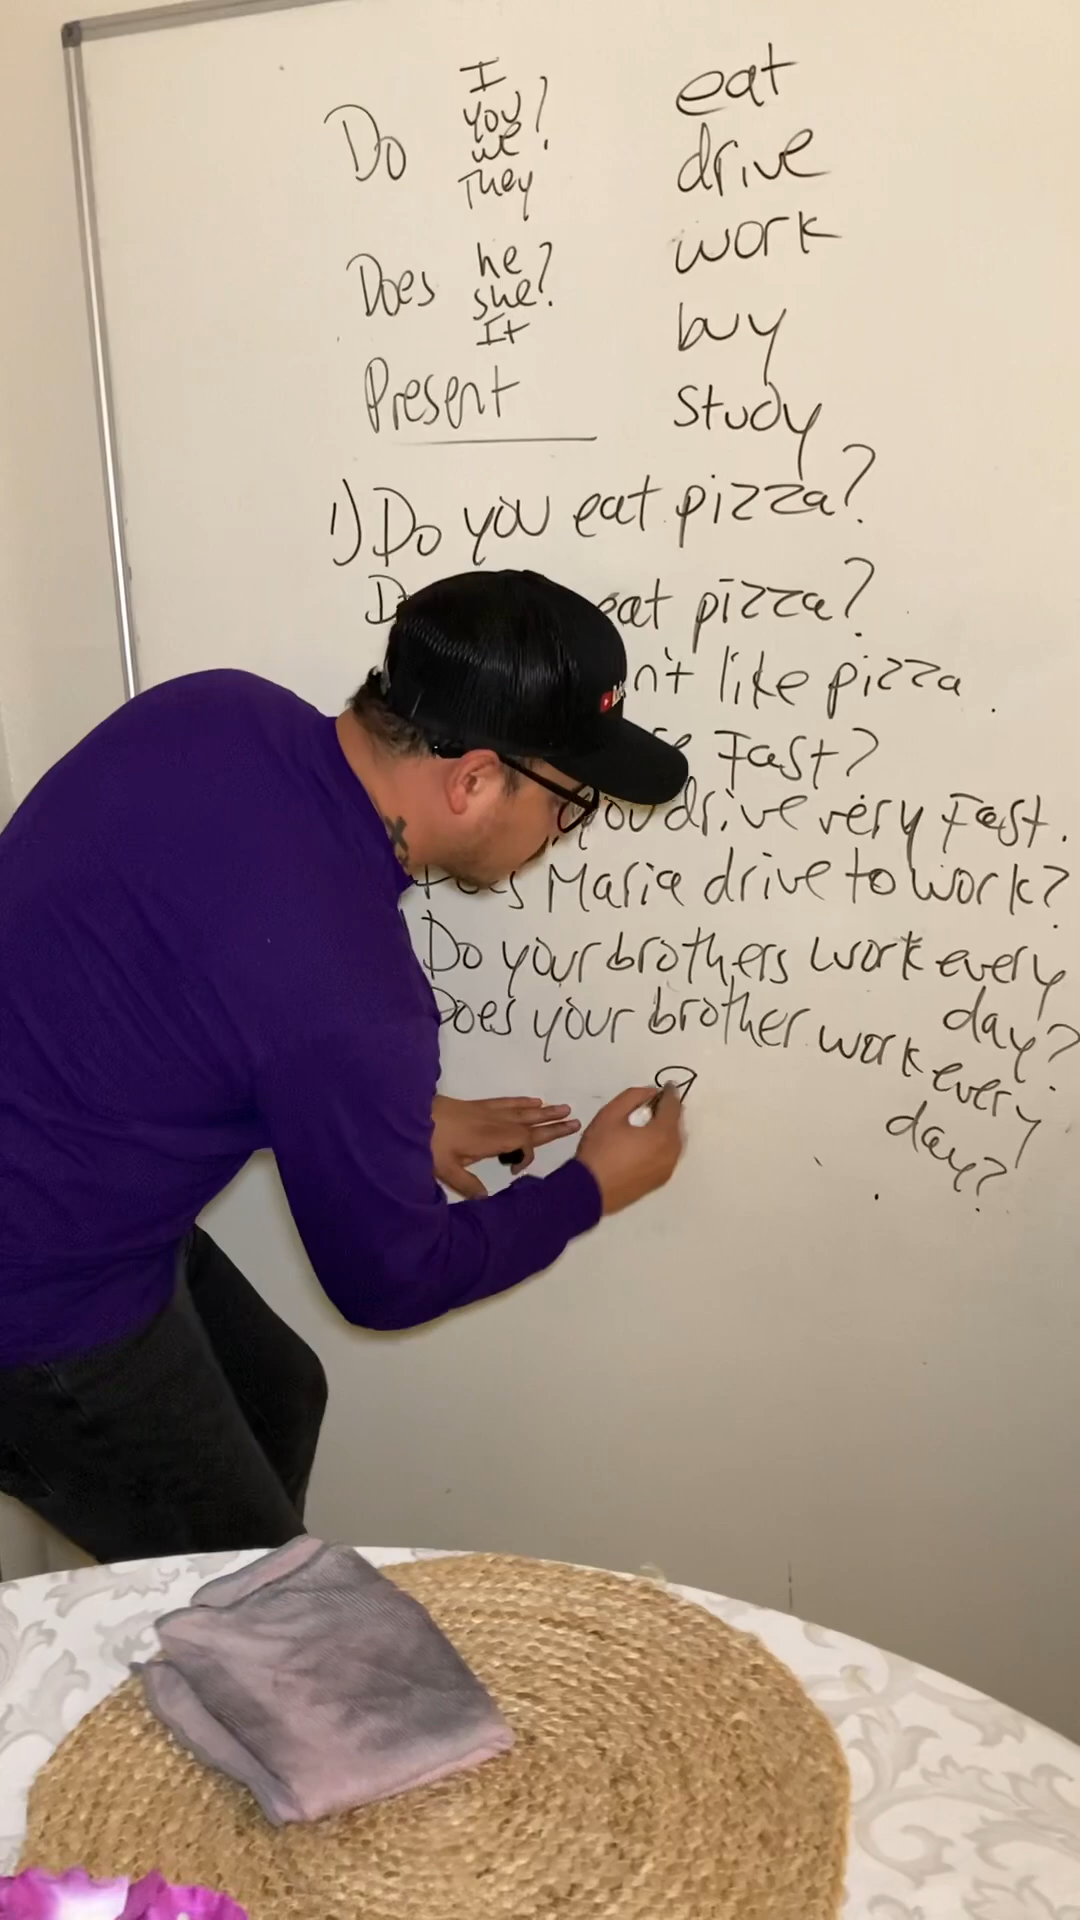 Do I you we They ? eat
drive
work
Does he she It ?
buy
Present
study
1) Do you eat pizza?
eat pizza?
n't like pizza.
Fast?
you drive very Fast.
Does Maria drive to work?
Do your brothers work every day?
Does your brother work every day?